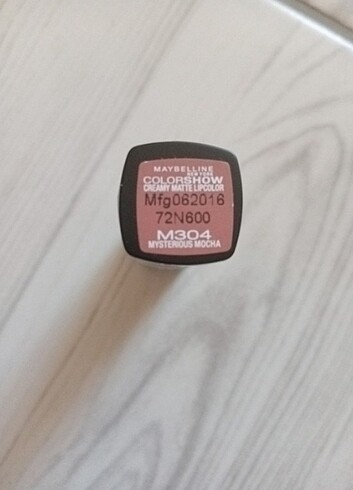 MAYBELLINE
NEW YORK
COLORSHOW
CREAMY MATTE LIPCOLOR
Mfg062016
72N600
M304
MYSTERIOUS MOCHA